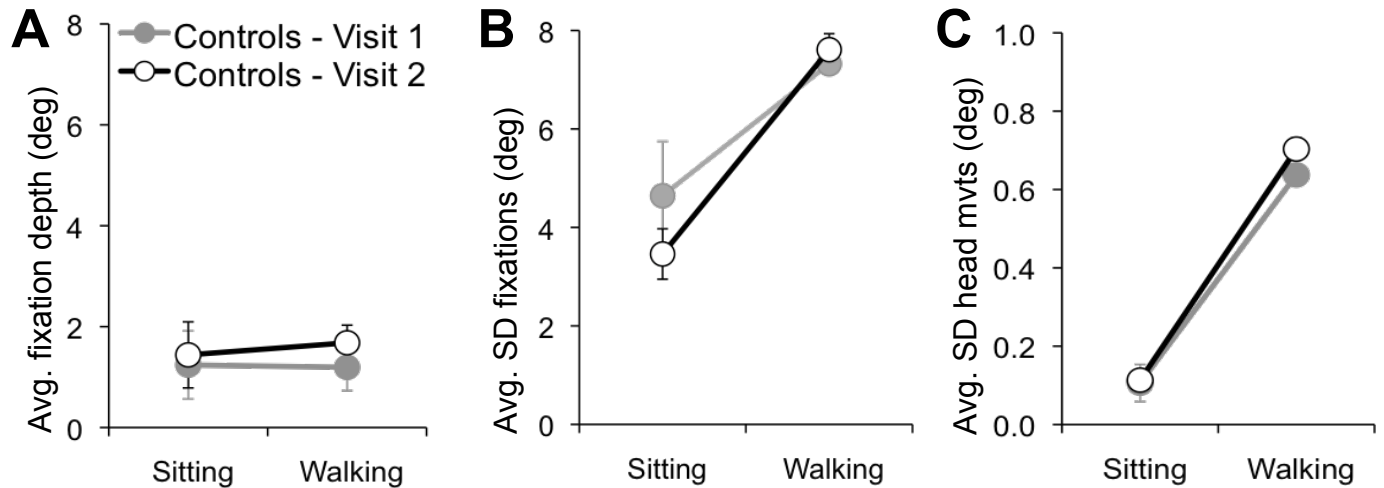 A
Avg. fixation depth (deg)
8
6
4
2
0
Controls - Visit 1
Controls - Visit 2
Sitting Walking
B
Avg. SD fixations (deg)
8
6
4
2
0
Sitting Walking
C
Avg. SD head mvts (deg)
1.0
0.8
0.6
0.4
0.2
0.0
Sitting Walking